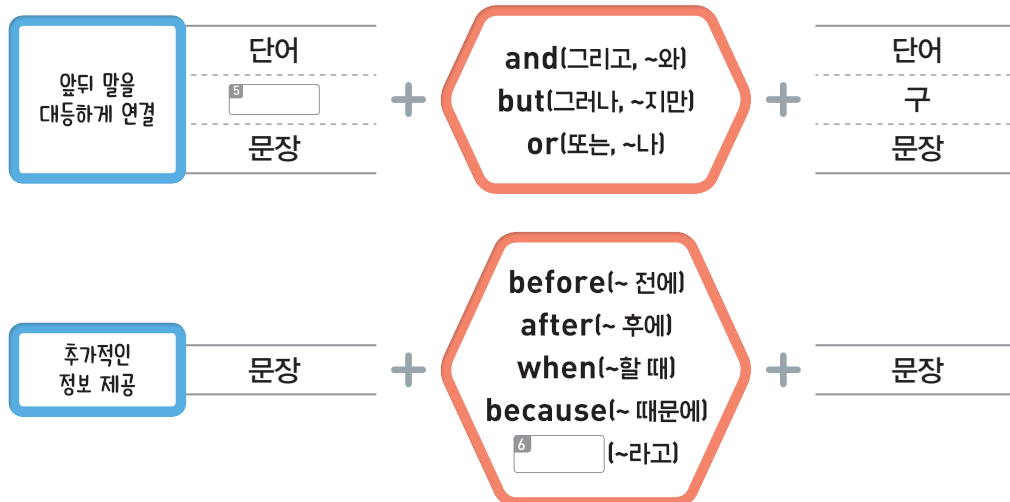 앞뒤 말을
대등하게 연결
단어
5
문장
and(그리고, ~와)
but(그러나, ~지만)
or(또는, ~나)
단어
구
문장
추가적인
정보 제공
문장
before(~ 전에)
after(~ 후에)
when(~할 때)
because(~ 때문에)
6 (~라고)
문장